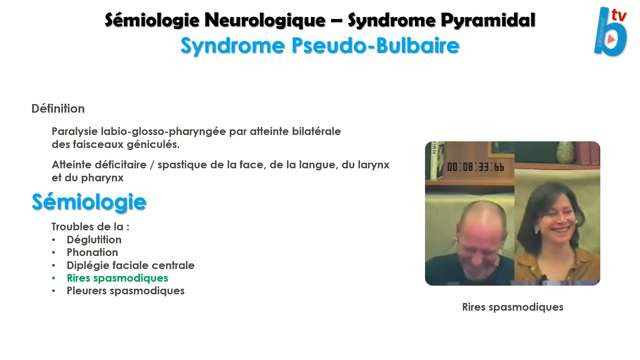 Sémiologie Neurologique – Syndrome Pyramidal
Syndrome Pseudo-Bulbaire
tv
b
Définition
Paralysie labio-glosso-pharyngée par atteinte bilatérale
des faisceaux géniculés.
Atteinte déficitaire / spastique de la face, de la langue, du larynx
et du pharynx
Sémiologie
Troubles de la :
• Déglutition
• Phonation
• Diplégie faciale centrale
• Rires spasmodiques
• Pleurers spasmodiques
00:08:33.66
Rires spasmodiques